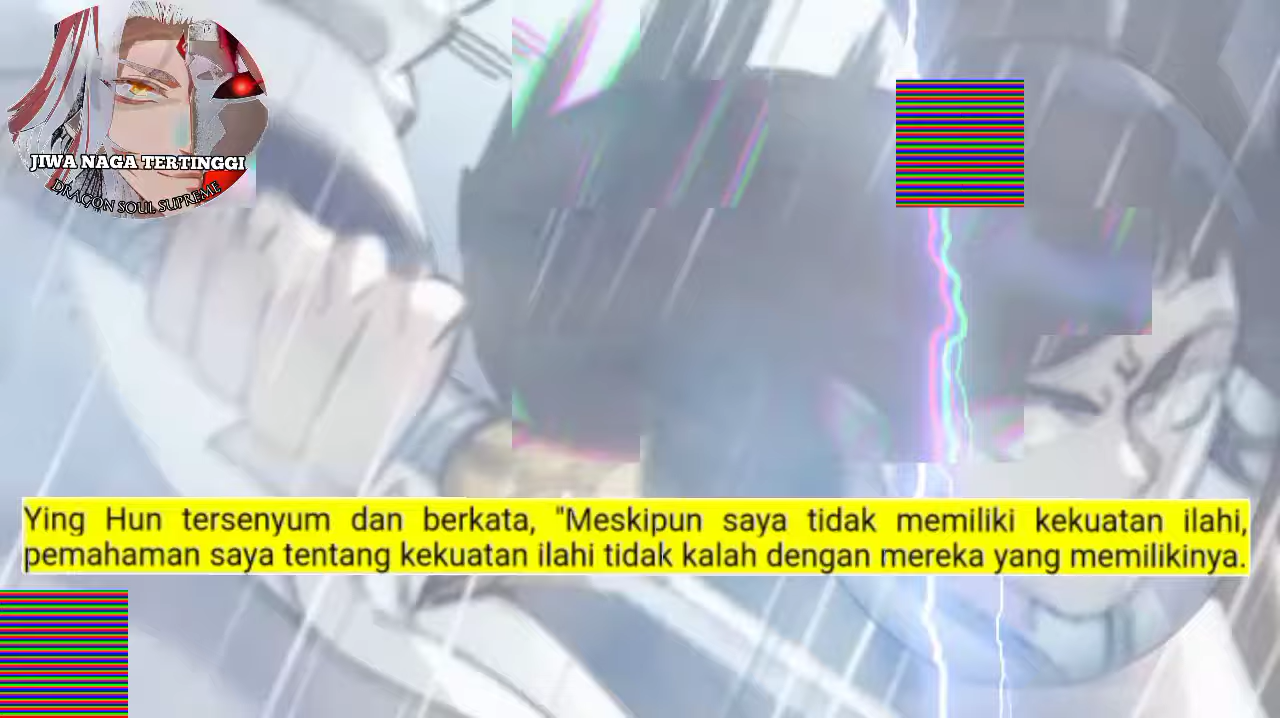 JIWA NAGA TERTINGGI
DRAGON SOUL SUPREME
Ying Hun tersenyum dan berkata, "Meskipun saya tidak memiliki kekuatan ilahi,
pemahaman saya tentang kekuatan ilahi tidak kalah dengan mereka yang memilikinya.